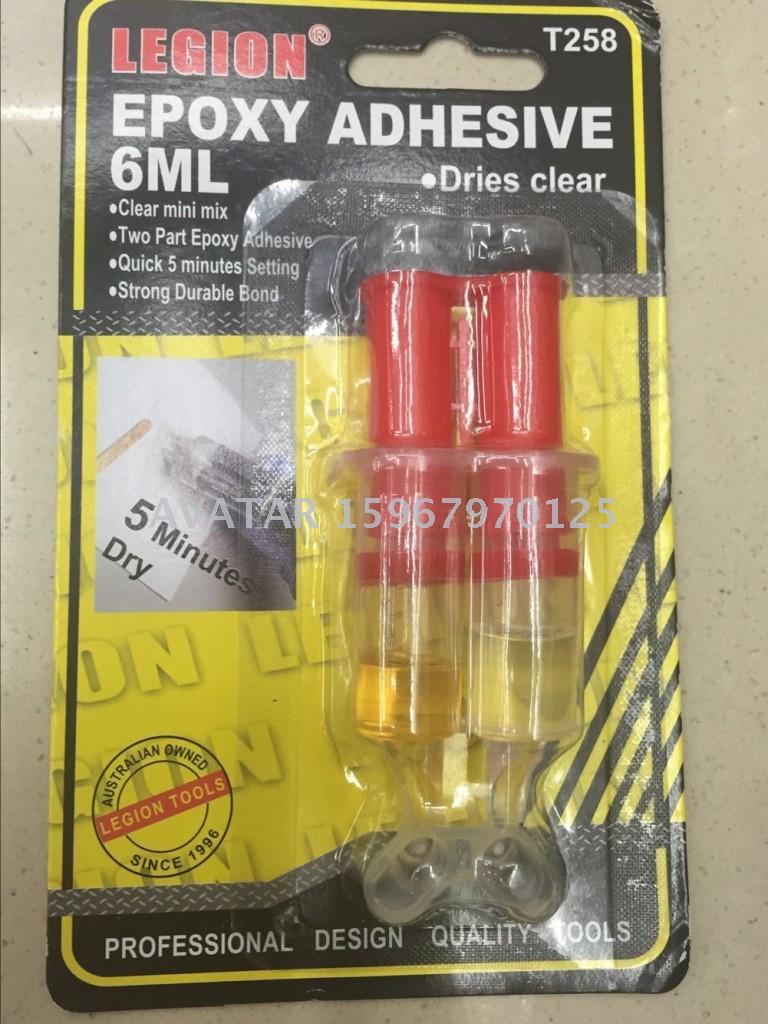 LEGION®
T258
EPOXY ADHESIVE
6ML
•Dries clear
•Clear mini mix
•Two Part Epoxy Adhesive
•Quick 5 minutes Setting
•Strong Durable Bond
AVATAR 15967970125
5 Minutes
Dry
AUSTRALIAN OWNED
LEGION TOOLS
SINCE 1996
PROFESSIONAL DESIGN QUALITY TOOLS